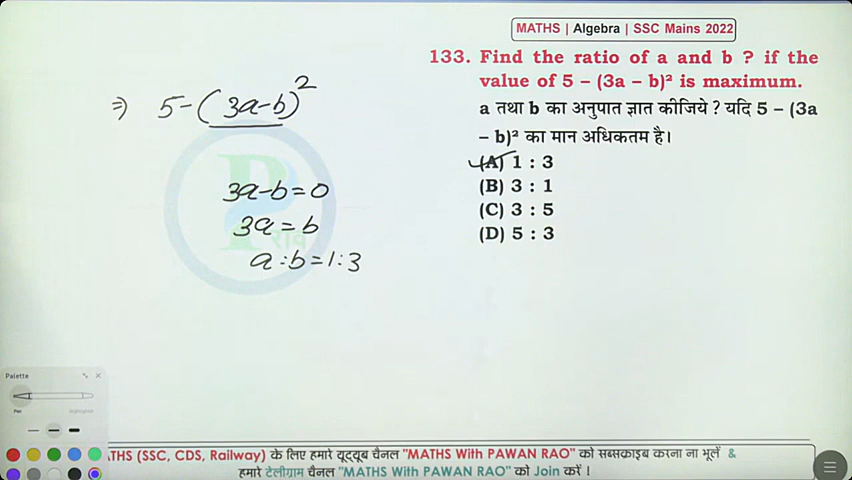 MATHS | Algebra | SSC Mains 2022
133. Find the ratio of a and b ? if the
value of 5 – (3a – b)² is maximum.
a तथा b का अनुपात ज्ञात कीजिये ? यदि 5 – (3a
– b)² का मान अधिकतम है।
(A) 1 : 3
(B) 3 : 1
(C) 3 : 5
(D) 5 : 3
⇒ 5-(3a-b)²
3a-b=0
3a=b
a:b=1:3
Palette
Pen
Highlighter
THS (SSC, CDS, Railway) के लिए हमारे यूट्यूब चैनल "MATHS With PAWAN RAO" को सब्सक्राइब करना ना भूलें &
हमारे टेलीग्राम चैनल "MATHS With PAWAN RAO" को Join करें !